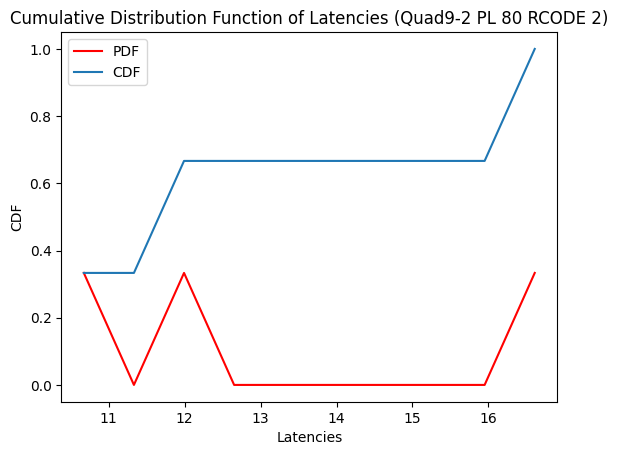 Cumulative Distribution Function of Latencies (Quad9-2 PL 80 RCODE 2)
PDF
CDF
1.0
0.8
0.6
0.4
0.2
0.0
CDF
11 12 13 14 15 16
Latencies